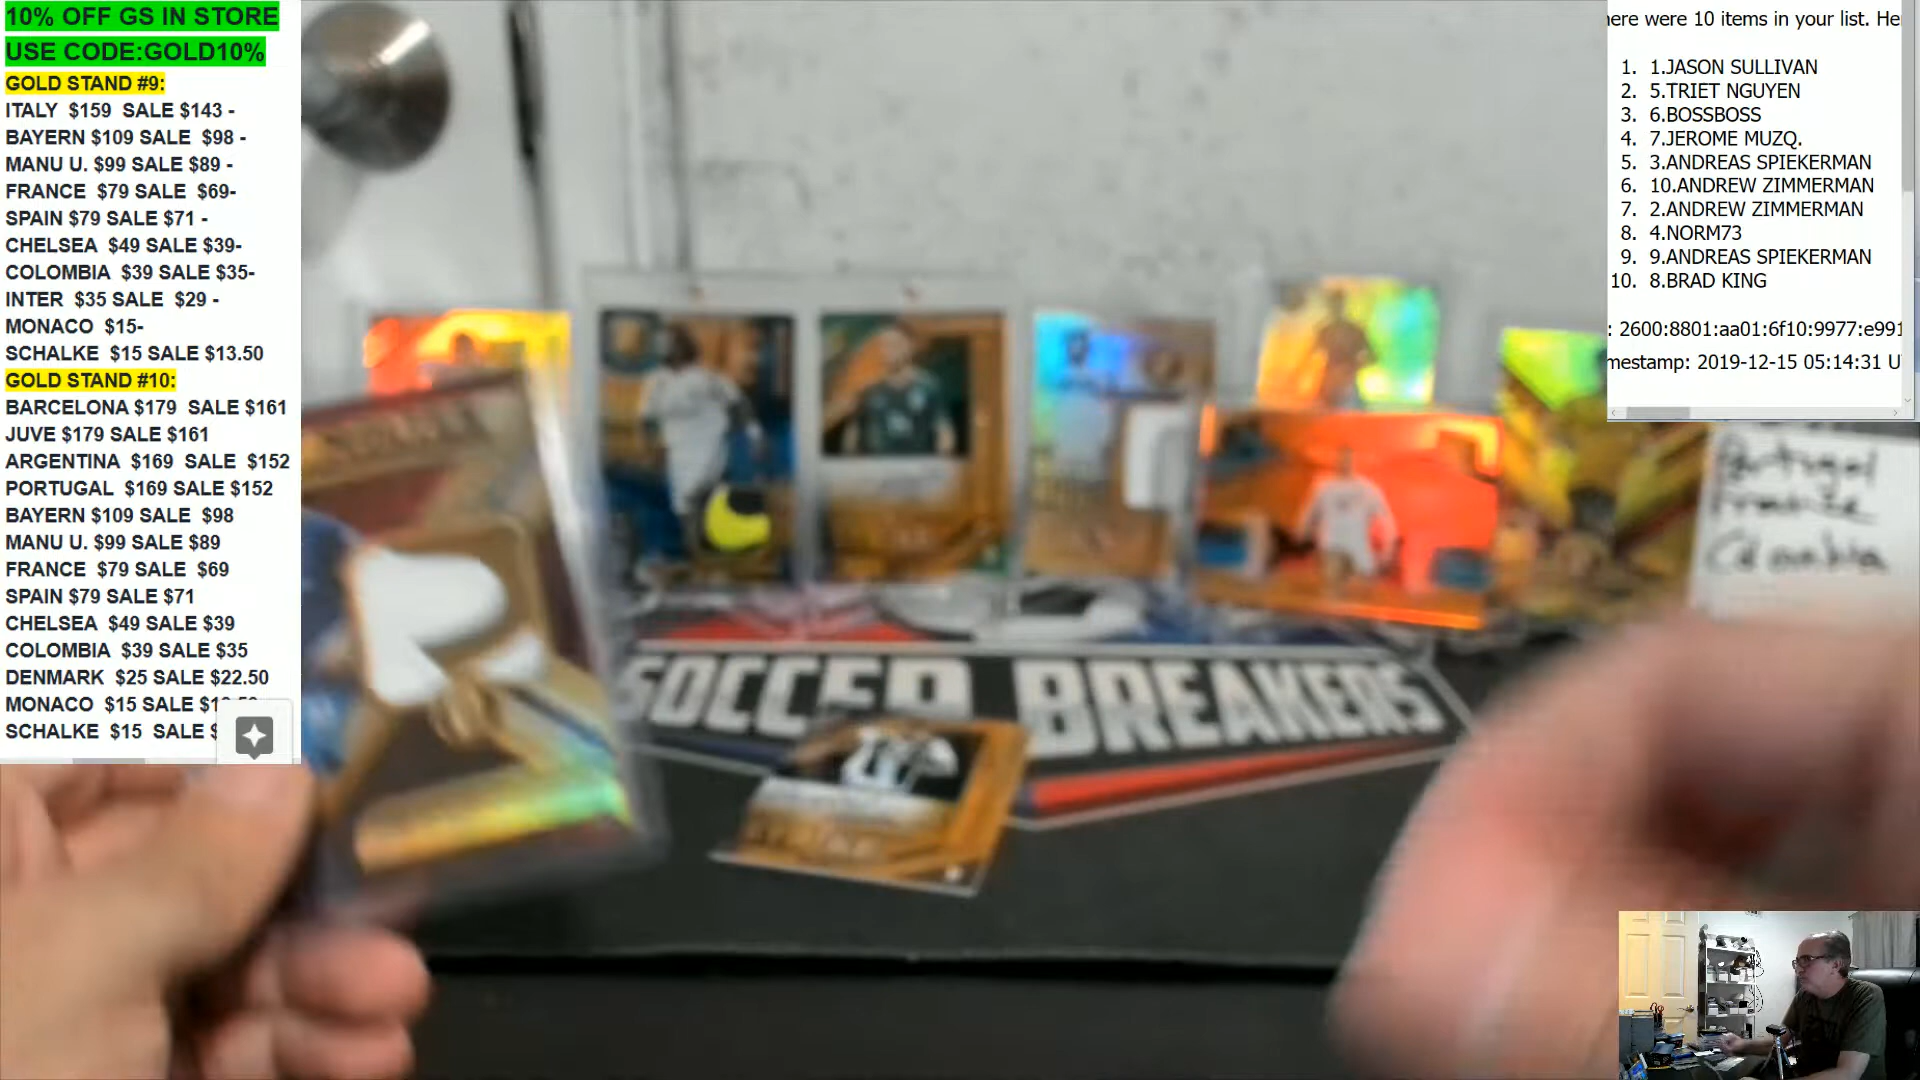 10% OFF GS IN STORE
USE CODE:GOLD10%
GOLD STAND #9:
ITALY $159 SALE $143 -
BAYERN $109 SALE $98 -
MANU U. $99 SALE $89 -
FRANCE $79 SALE $69-
SPAIN $79 SALE $71 -
CHELSEA $49 SALE $39-
COLOMBIA $39 SALE $35-
INTER $35 SALE $29 -
MONACO $15-
SCHALKE $15 SALE $13.50
GOLD STAND #10:
BARCELONA $179 SALE $161
JUVE $179 SALE $161
ARGENTINA $169 SALE $152
PORTUGAL $169 SALE $152
BAYERN $109 SALE $98
MANU U. $99 SALE $89
FRANCE $79 SALE $69
SPAIN $79 SALE $71
CHELSEA $49 SALE $39
COLOMBIA $39 SALE $35
DENMARK $25 SALE $22.50
MONACO $15 SALE
SCHALKE $15 SALE $
ere were 10 items in your list. He
1. 1.JASON SULLIVAN
2. 5.TRIET NGUYEN
3. 6.BOSSBOSS
4. 7.JEROME MUZQ.
5. 3.ANDREAS SPIEKERMAN
6. 10.ANDREW ZIMMERMAN
7. 2.ANDREW ZIMMERMAN
8. 4.NORM73
9. 9.ANDREAS SPIEKERMAN
10. 8.BRAD KING
: 2600:8801:aa01:6f10:9977:e991
mestamp: 2019-12-15 05:14:31 U
Portugal
France
Colombia
SOCCER BREAKERS